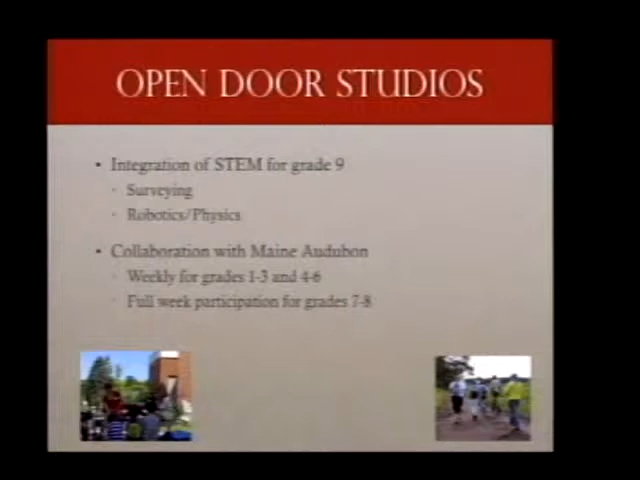 OPEN DOOR STUDIOS
• Integration of STEM for grade 9
• Surveying
• Robotics/Physics
• Collaboration with Maine Audubon
• Weekly for grades 1-3 and 4-6
• Full week participation for grades 7-8